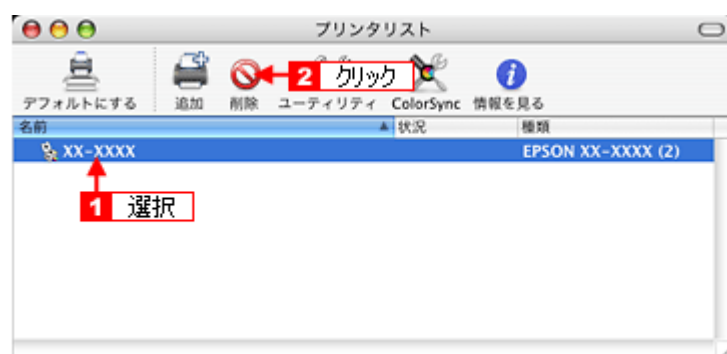 プリンタリスト
2 クリック
デフォルトにする 追加 削除 ユーティリティ ColorSync 情報を見る
名前 状況 種類
XX-XXXX EPSON XX-XXXX (2)
1 選択